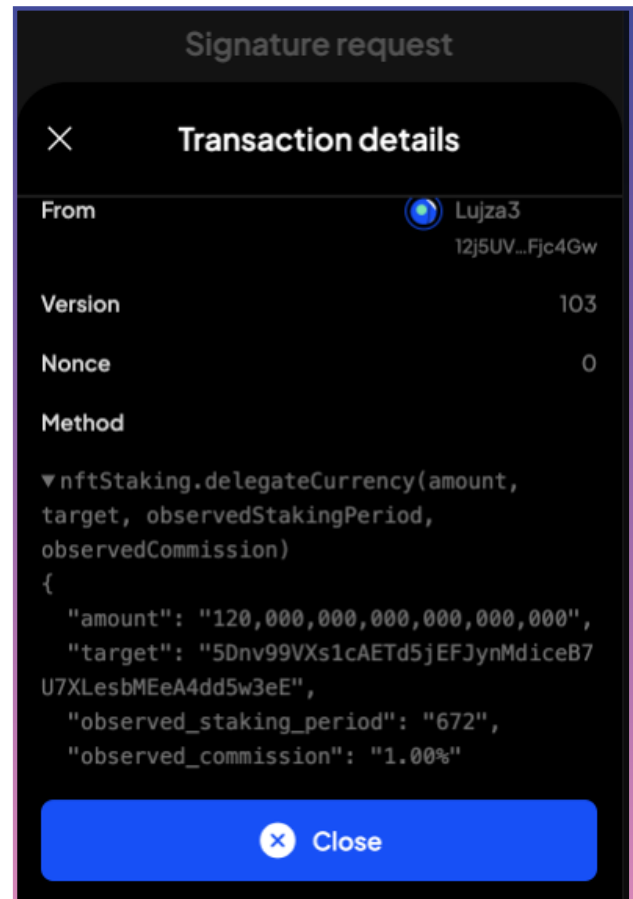 Signature request
Transaction details
From
Lujza3
12j5UV...Fjc4Gw
Version
103
Nonce
0
Method
▼nftStaking.delegateCurrency(amount,
target, observedStakingPeriod,
observedCommission)
{
"amount": "120,000,000,000,000,000,000",
"target": "5Dnv99VXs1cAETd5jEFJynMdiceB7
U7XLesbMEeA4dd5w3eE",
"observed_staking_period": "672",
"observed_commission": "1.00%"
Close